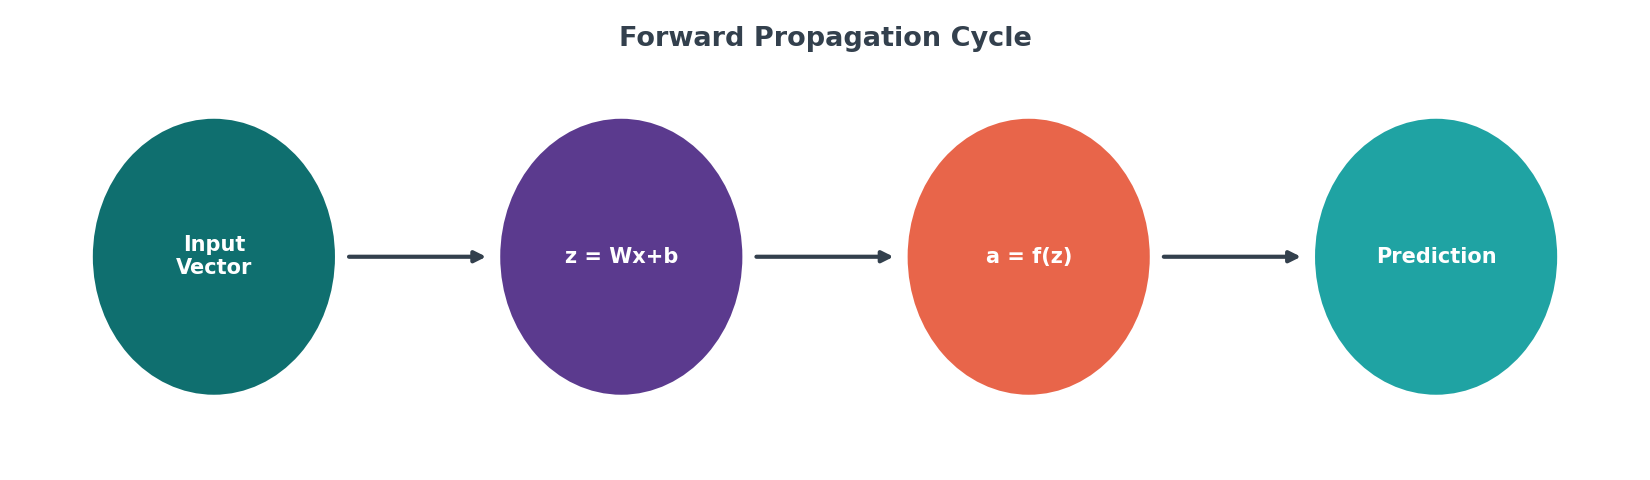 Forward Propagation Cycle
Input
Vector
z = Wx+b
a = f(z)
Prediction